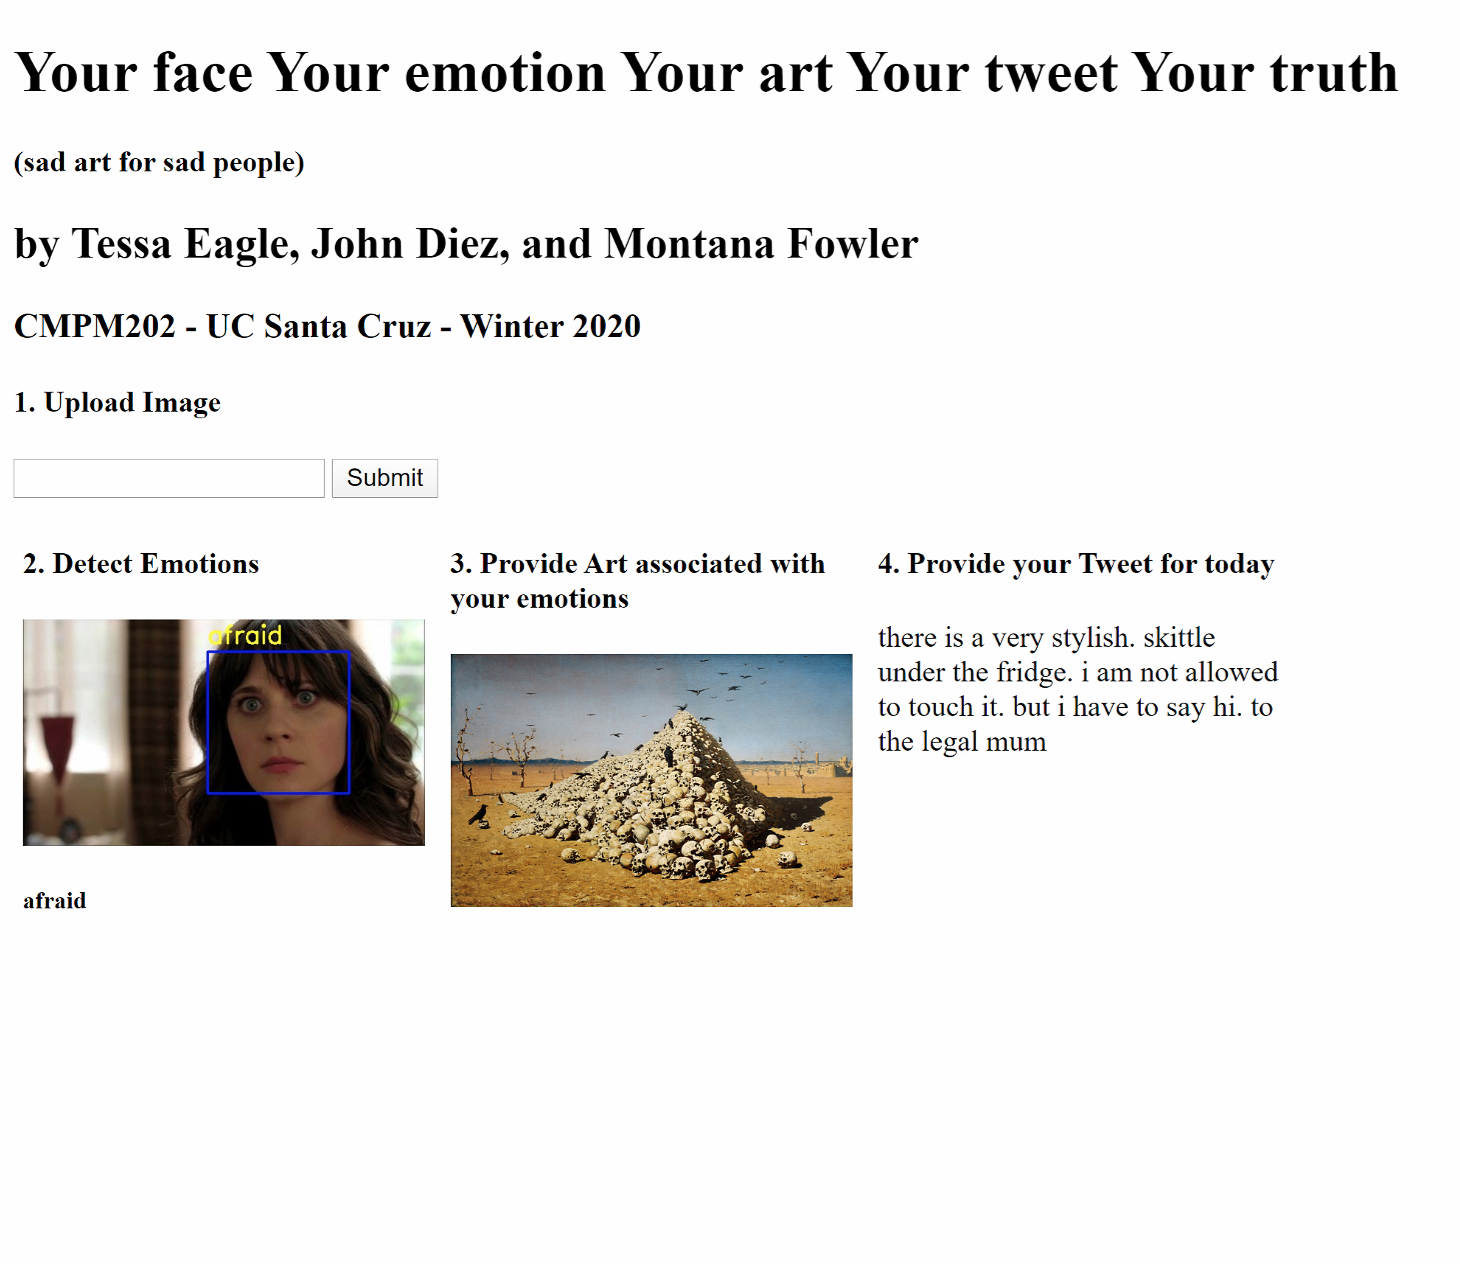 Your face Your emotion Your art Your tweet Your truth
(sad art for sad people)
by Tessa Eagle, John Diez, and Montana Fowler
CMPM202 - UC Santa Cruz - Winter 2020
1. Upload Image
Submit
2. Detect Emotions
afraid
afraid
3. Provide Art associated with
your emotions
4. Provide your Tweet for today
there is a very stylish. skittle
under the fridge. i am not allowed
to touch it. but i have to say hi. to
the legal mum